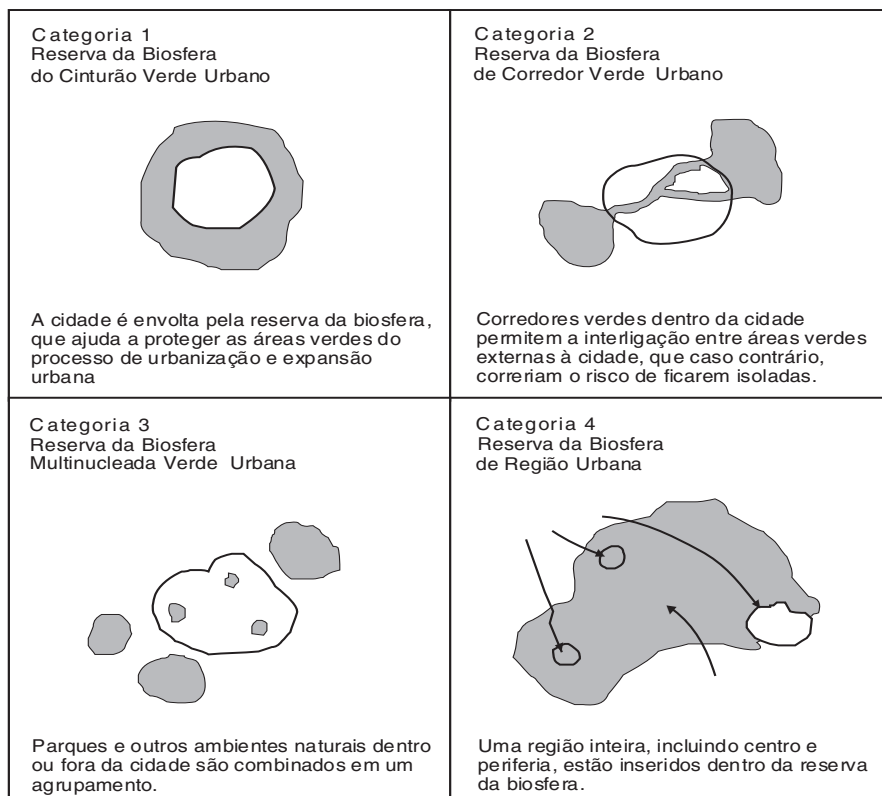 Categoria 1
Reserva da Biosfera
do Cinturão Verde Urbano
A cidade é envolta pela reserva da biosfera,
que ajuda a proteger as áreas verdes do
processo de urbanização e expansão
urbana
Categoria 2
Reserva da Biosfera
de Corredor Verde Urbano
Corredores verdes dentro da cidade
permitem a interligação entre áreas verdes
externas à cidade, que caso contrário,
correriam o risco de ficarem isoladas.
Categoria 3
Reserva da Biosfera
Multinucleada Verde Urbana
Parques e outros ambientes naturais dentro
ou fora da cidade são combinados em um
agrupamento.
Categoria 4
Reserva da Biosfera
de Região Urbana
Uma região inteira, incluindo centro e
periferia, estão inseridos dentro da reserva
da biosfera.